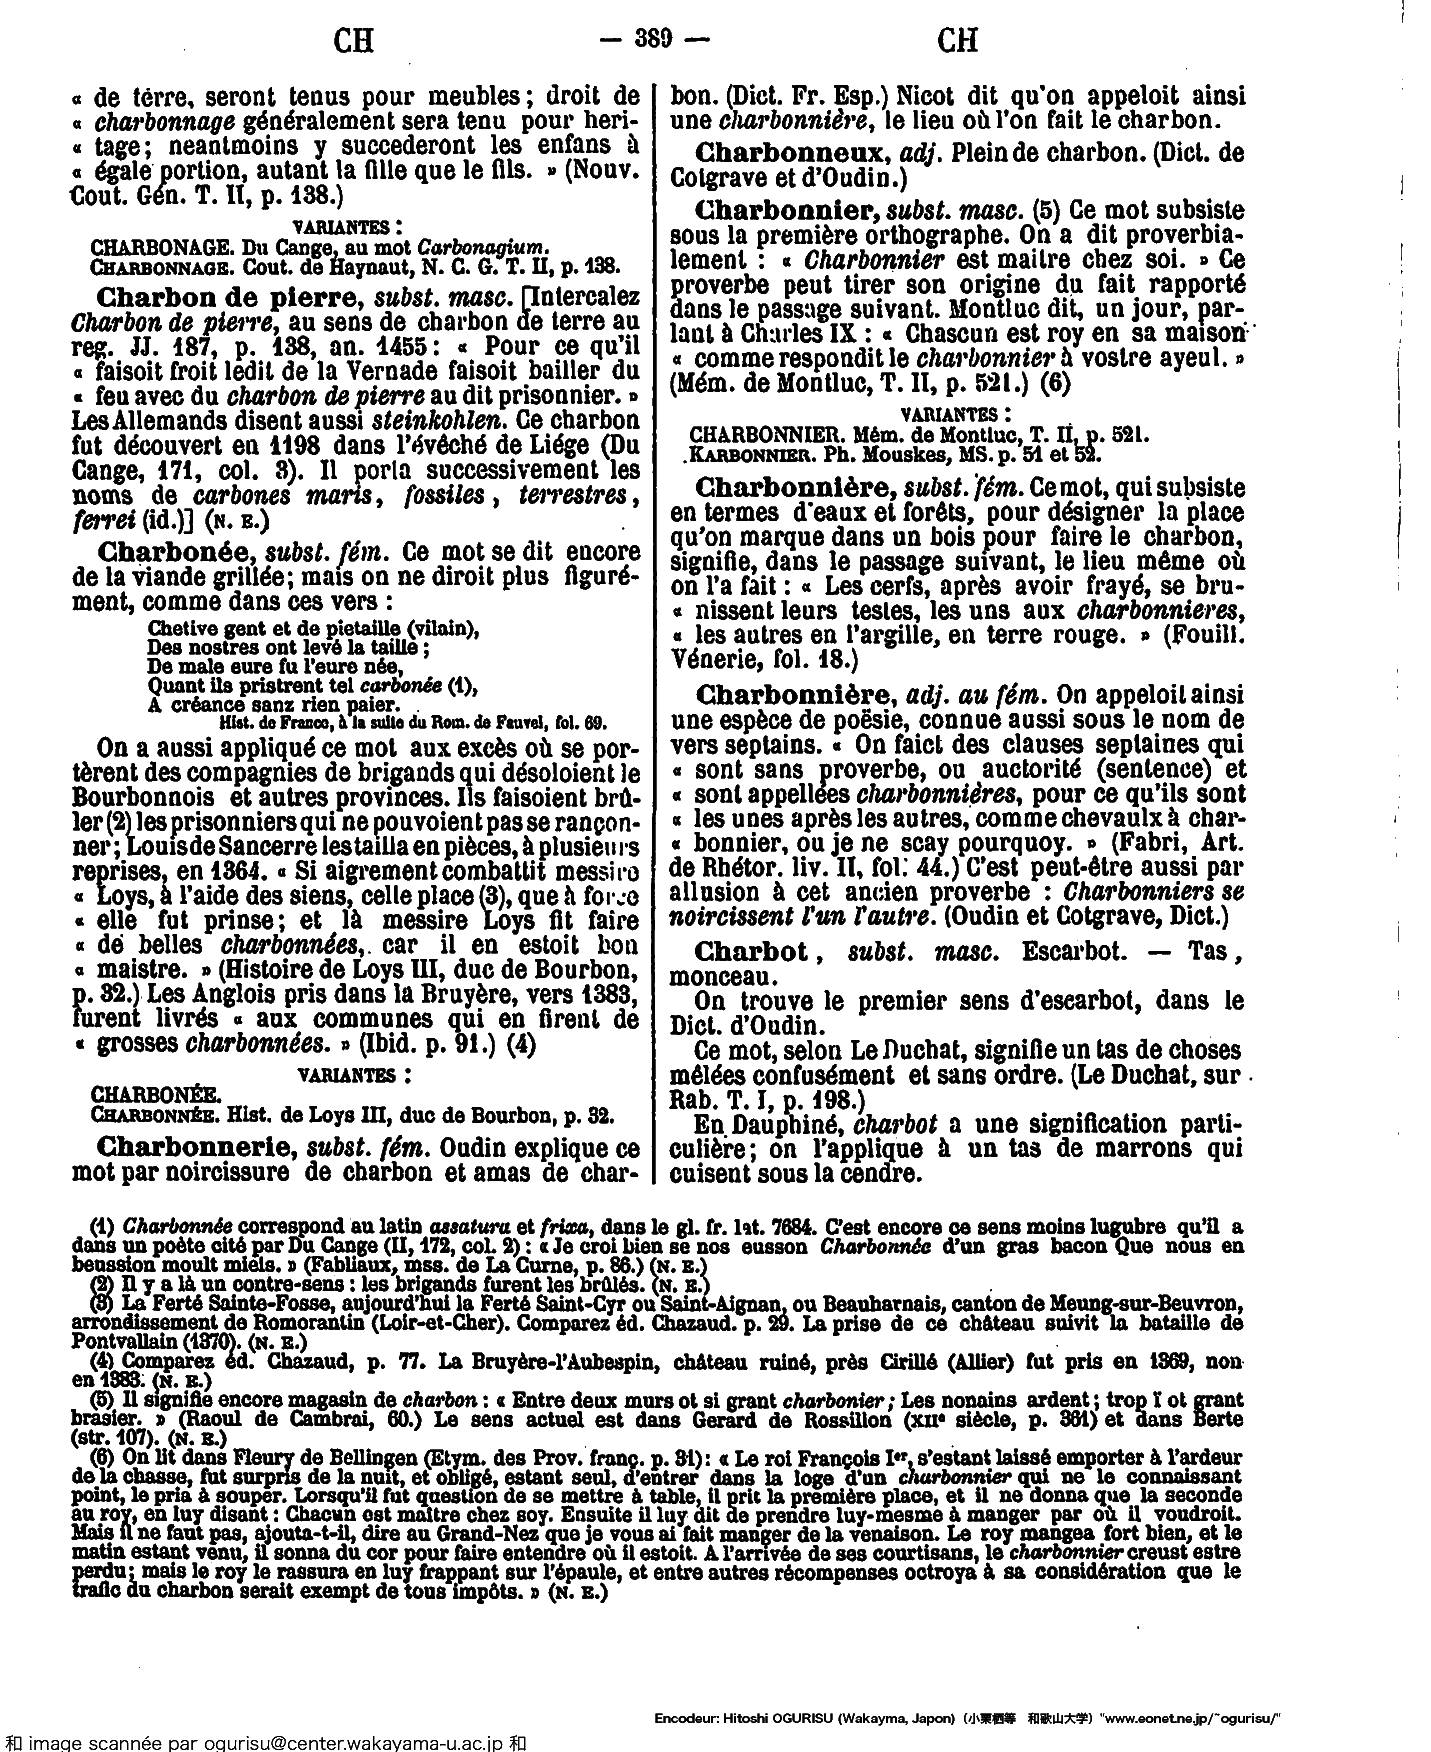 CH — 389 — CH
« de terre, seront tenus pour meubles ; droit de
« charbonnage généralement sera tenu pour heri-
« tage ; neantmoins y succederont les enfans à
« égale portion, autant la fille que le fils. » (Nouv.
Cout. Gén. T. II, p. 138.)
VARIANTES :
CHARBONAGE. Du Cange, au mot Carbonagium.
CHARBONNAGE. Cout. de Haynaut, N. C. G. T. II, p. 138.
Charbon de pierre, subst. masc. [Intercalez
Charbon de pierre, au sens de charbon de terre au
reg. JJ. 187, p. 138, an. 1455 : « Pour ce qu'il
« faisoit froit ledit de la Vernade faisoit bailler du
« feu avec du charbon de pierre au dit prisonnier. »
Les Allemands disent aussi steinkohlen. Ce charbon
fut découvert en 1198 dans l'évêché de Liége (Du
Cange, 171, col. 3). Il porta successivement les
noms de carbones maris, fossiles, terrestres,
ferrei (id.)] (N. E.)
Charbonée, subst. fém. Ce mot se dit encore
de la viande grillée ; mais on ne diroit plus figuré-
ment, comme dans ces vers :
Chetive gent et de pietaille (vilain),
Des nostres ont levé la taille ;
De male eure fu l'eure née,
Quant ils pristrent tel carbonée (1),
A créance sanz rien paier.
Hist. de France, à la suite du Rom. de Fauvel, fol. 69.
On a aussi appliqué ce mot aux excès où se por-
tèrent des compagnies de brigands qui désoloient le
Bourbonnois et autres provinces. Ils faisoient brû-
ler (2) les prisonniers qui ne pouvoient pas se rançon-
ner ; Louis de Sancerre les tailla en pièces, à plusieurs
reprises, en 1364. « Si aigrement combattit messire
« Loys, à l'aide des siens, celle place (3), que à force
« elle fut prinse ; et là messire Loys fit faire
« de belles charbonnées, car il en estoit bon
« maistre. » (Histoire de Loys III, duc de Bourbon,
p. 32.) Les Anglois pris dans la Bruyère, vers 1383,
furent livrés « aux communes qui en firent de
« grosses charbonnées. » (Ibid. p. 91.) (4)
VARIANTES :
CHARBONÉE.
CHARBONNÉE. Hist. de Loys III, duc de Bourbon, p. 32.
Charbonnerie, subst. fém. Oudin explique ce
mot par noircissure de charbon et amas de char-
bon. (Dict. Fr. Esp.) Nicot dit qu'on appeloit ainsi
une charbonnière, le lieu où l'on fait le charbon.
Charbonneux, adj. Plein de charbon. (Dict. de
Cotgrave et d'Oudin.)
Charbonnier, subst. masc. (5) Ce mot subsiste
sous la première orthographe. On a dit proverbia-
lement : « Charbonnier est maitre chez soi. » Ce
proverbe peut tirer son origine du fait rapporté
dans le passage suivant. Montluc dit, un jour, par-
lant à Charles IX : « Chascun est roy en sa maison
« comme respondit le charbonnier à vostre ayeul. »
(Mém. de Montluc, T. II, p. 521.) (6)
VARIANTES :
CHARBONNIER. Mém. de Montluc, T. II, p. 521.
KARBONNIER. Ph. Mouskes, MS. p. 51 et 52.
Charbonnière, subst. fém. Ce mot, qui subsiste
en termes d'eaux et forêts, pour désigner la place
qu'on marque dans un bois pour faire le charbon,
signifie, dans le passage suivant, le lieu même où
on l'a fait : « Les cerfs, après avoir frayé, se bru-
« nissent leurs testes, les uns aux charbonnieres,
« les autres en l'argille, en terre rouge. » (Fouill.
Vénerie, fol. 18.)
Charbonnière, adj. au fém. On appeloit ainsi
une espèce de poësie, connue aussi sous le nom de
vers septains. « On faict des clauses septaines qui
« sont sans proverbe, ou auctorité (sentence) et
« sont appellées charbonnières, pour ce qu'ils sont
« les unes après les autres, comme chevaulx à char-
« bonnier, ou je ne scay pourquoy. » (Fabri, Art.
de Rhétor. liv. II, fol. 44.) C'est peut-être aussi par
allusion à cet ancien proverbe : Charbonniers se
noircissent l'un l'autre. (Oudin et Cotgrave, Dict.)
Charbot, subst. masc. Escarbot. — Tas,
monceau.
On trouve le premier sens d'escarbot, dans le
Dict. d'Oudin.
Ce mot, selon Le Duchat, signifie un tas de choses
mêlées confusément et sans ordre. (Le Duchat, sur
Rab. T. I, p. 198.)
En Dauphiné, charbot a une signification parti-
culière ; on l'applique à un tas de marrons qui
cuisent sous la cendre.
(1) Charbonnée correspond au latin assatura et frixa, dans le gl. fr. lat. 7684. C'est encore ce sens moins lugubre qu'il a
dans un poète cité par Du Cange (II, 172, col. 2) : « Je croi bien se nos eusson Charbonnée d'un gras bacon Que nous en
beussion moult miels. » (Fabliaux, mss. de La Curne, p. 86.) (N. E.)
(2) Il y a là un contre-sens : les brigands furent les brûlés. (N. E.)
(3) La Ferté Sainte-Fosse, aujourd'hui la Ferté Saint-Cyr ou Saint-Aignan, ou Beauharnais, canton de Meung-sur-Beuvron,
arrondissement de Romorantin (Loir-et-Cher). Comparez éd. Chazaud. p. 29. La prise de ce château suivit la bataille de
Pontvallain (1370). (N. E.)
(4) Comparez éd. Chazaud, p. 77. La Bruyère-l'Aubespin, château ruiné, près Cirillé (Allier) fut pris en 1369, non
en 1383. (N. E.)
(5) Il signifie encore magasin de charbon : « Entre deux murs ot si grant charbonier ; Les nonains ardent ; trop ï ot grant
brasier. » (Raoul de Cambrai, 60.) Le sens actuel est dans Gerard de Rossillon (XIIe siècle, p. 361) et dans Berte
(str. 107). (N. E.)
(6) On lit dans Fleury de Bellingen (Etym. des Prov. franç. p. 31) : « Le roi François Ier, s'estant laissé emporter à l'ardeur
de la chasse, fut surpris de la nuit, et obligé, estant seul, d'entrer dans la loge d'un charbonnier qui ne le connaissant
point, le pria à souper. Lorsqu'il fut question de se mettre à table, il prit la première place, et il ne donna que la seconde
au roy, en luy disant : Chacun est maître chez soy. Ensuite il luy dit de prendre luy-mesme à manger par où il voudroit.
Mais il ne faut pas, ajouta-t-il, dire au Grand-Nez que je vous ai fait manger de la venaison. Le roy mangea fort bien, et le
matin estant venu, il sonna du cor pour faire entendre où il estoit. A l'arrivée de ses courtisans, le charbonnier creust estre
perdu ; mais le roy le rassura en luy frappant sur l'épaule, et entre autres récompenses octroya à sa considération que le
trafic du charbon serait exempt de tous impôts. » (N. E.)
Encodeur: Hitoshi OGURISU (Wakayma, Japon) (小栗栖等 和歌山大学) "www.eonet.ne.jp/~ogurisu/"
和 image scannée par ogurisu@center.wakayama-u.ac.jp 和